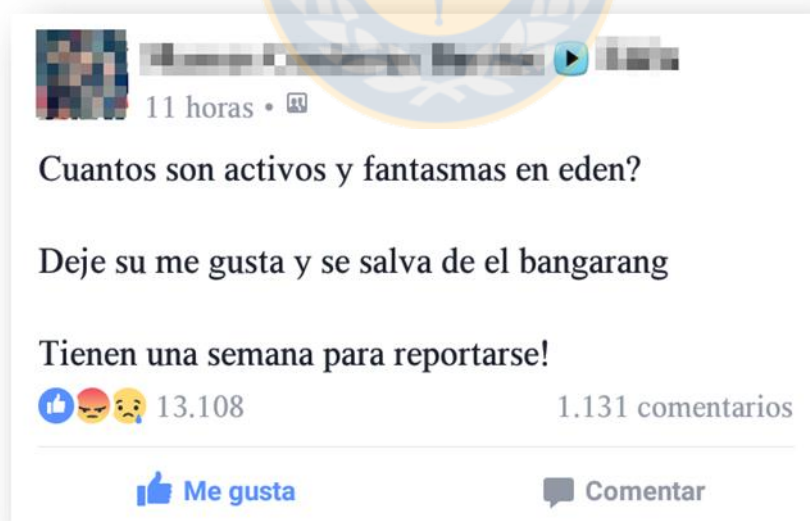 11 horas •
Cuantos son activos y fantasmas en eden?
Deje su me gusta y se salva de el bangarang
Tienen una semana para reportarse!
13.108 1.131 comentarios
Me gusta Comentar